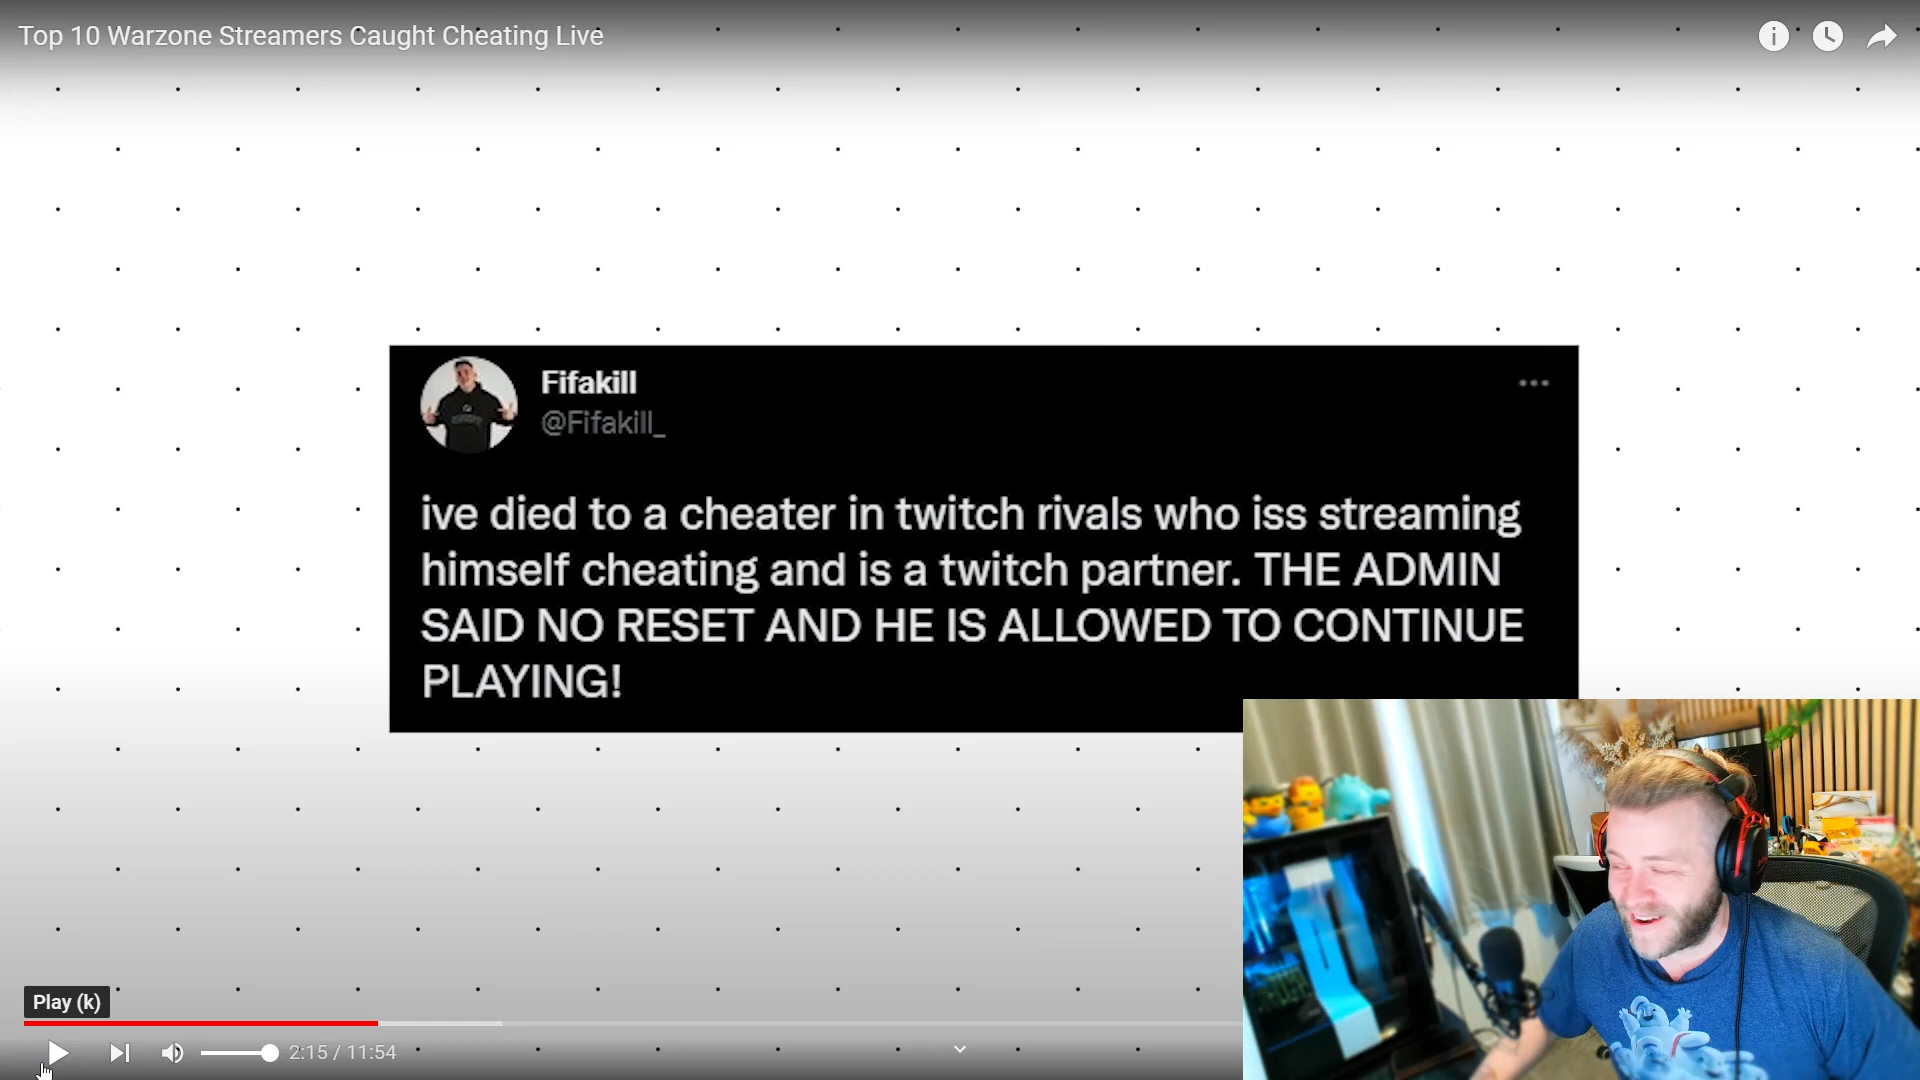 Top 10 Warzone Streamers Caught Cheating Live
Fifakill
@Fifakill_
ive died to a cheater in twitch rivals who iss streaming
himself cheating and is a twitch partner. THE ADMIN
SAID NO RESET AND HE IS ALLOWED TO CONTINUE
PLAYING!
Play (k)
2:15 / 11:54